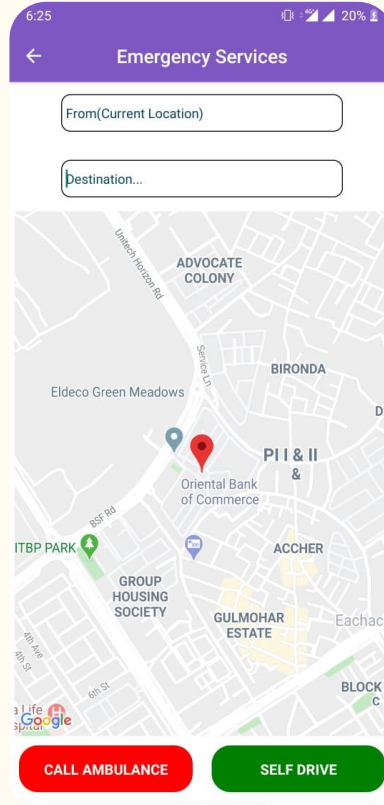 6:25
20%
Emergency Services
From(Current Location)
Destination...
Unitech Horizon Rd
ADVOCATE
COLONY
Service Ln
BIRONDA
Eldeco Green Meadows
D
PI I & II
&
Oriental Bank
of Commerce
BSF Rd
ITBP PARK
ACCHER
GROUP
HOUSING
SOCIETY
GULMOHAR
ESTATE
Eachac
4th Ave
4th St
6th St
BLOCK
C
a Life
H
Google
CALL AMBULANCE
SELF DRIVE